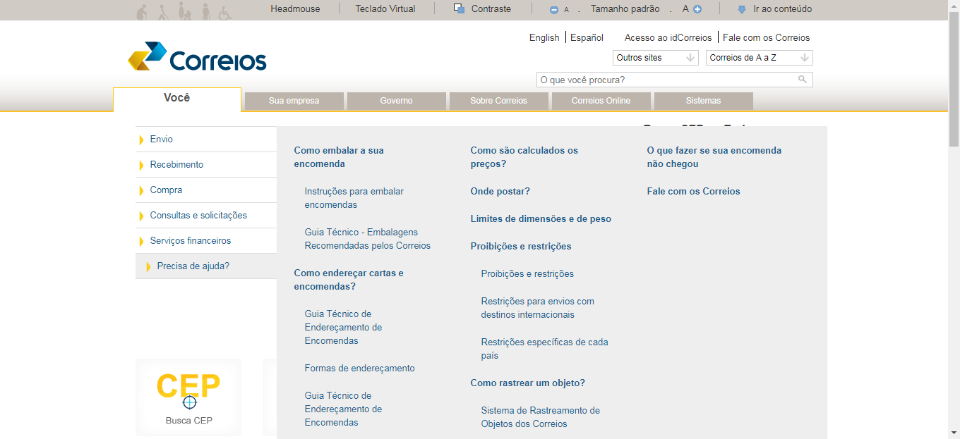 Headmouse
Teclado Virtual
Contraste
A . Tamanho padrão . A
Ir ao conteúdo
English
Español
Acesso ao idCorreios
Fale com os Correios
Correios
Outros sites
Correios de A a Z
O que você procura?
Você
Sua empresa
Governo
Sobre Correios
Correios Online
Sistemas
Envio
Recebimento
Compra
Consultas e solicitações
Serviços financeiros
Precisa de ajuda?
Como embalar a sua
encomenda
Instruções para embalar
encomendas
Guia Técnico - Embalagens
Recomendadas pelos Correios
Como endereçar cartas e
encomendas?
Guia Técnico de
Endereçamento de
Encomendas
Formas de endereçamento
Guia Técnico de
Endereçamento de
Encomendas
Como são calculados os
preços?
Onde postar?
Limites de dimensões e de peso
Proibições e restrições
Proibições e restrições
Restrições para envios com
destinos internacionais
Restrições específicas de cada
país
Como rastrear um objeto?
Sistema de Rastreamento de
Objetos dos Correios
O que fazer se sua encomenda
não chegou
Fale com os Correios
CEP
Busca CEP